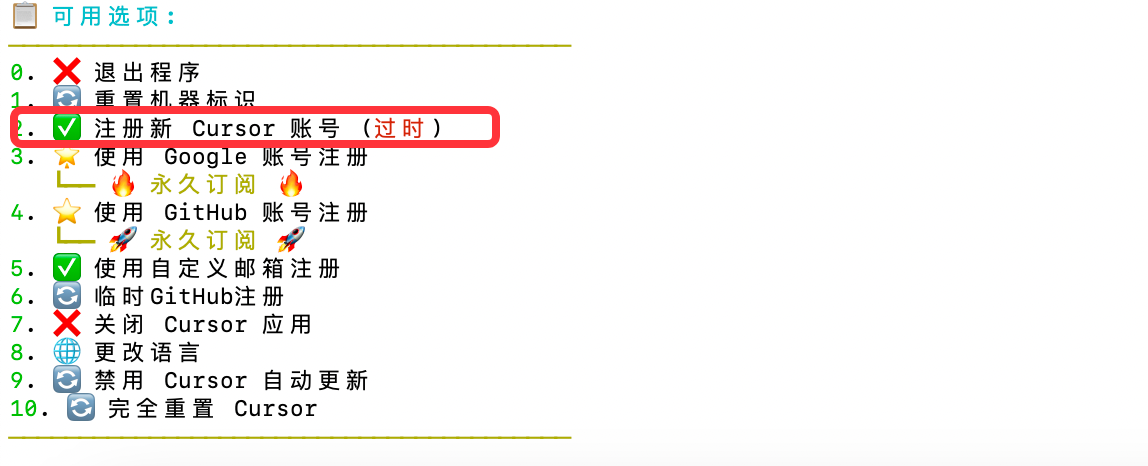 📋 可用选项:
0. ❌ 退出程序
1. 🔄 重置机器标识
2. ✅ 注册新 Cursor 账号 (过时)
3. 🌟 使用 Google 账号注册
┗━━ 🔥 永久订阅 🔥
4. ⭐ 使用 GitHub 账号注册
┗━━ 🚀 永久订阅 🚀
5. ✅ 使用自定义邮箱注册
6. 🔄 临时GitHub注册
7. ❌ 关闭 Cursor 应用
8. 🌐 更改语言
9. 🔄 禁用 Cursor 自动更新
10. 🔄 完全重置 Cursor